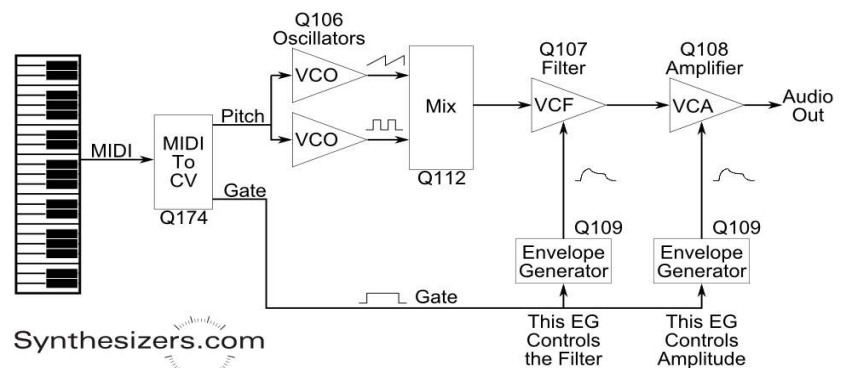 Q106
Oscillators
VCO
VCO
Mix
Q112
Q107
Filter
VCF
Q108
Amplifier
VCA
Audio
Out
MIDI
MIDI
To
CV
Q174
Pitch
Gate
Q109
Envelope
Generator
Q109
Envelope
Generator
Gate
This EG
Controls
the Filter
This EG
Controls
Amplitude
Synthesizers.com